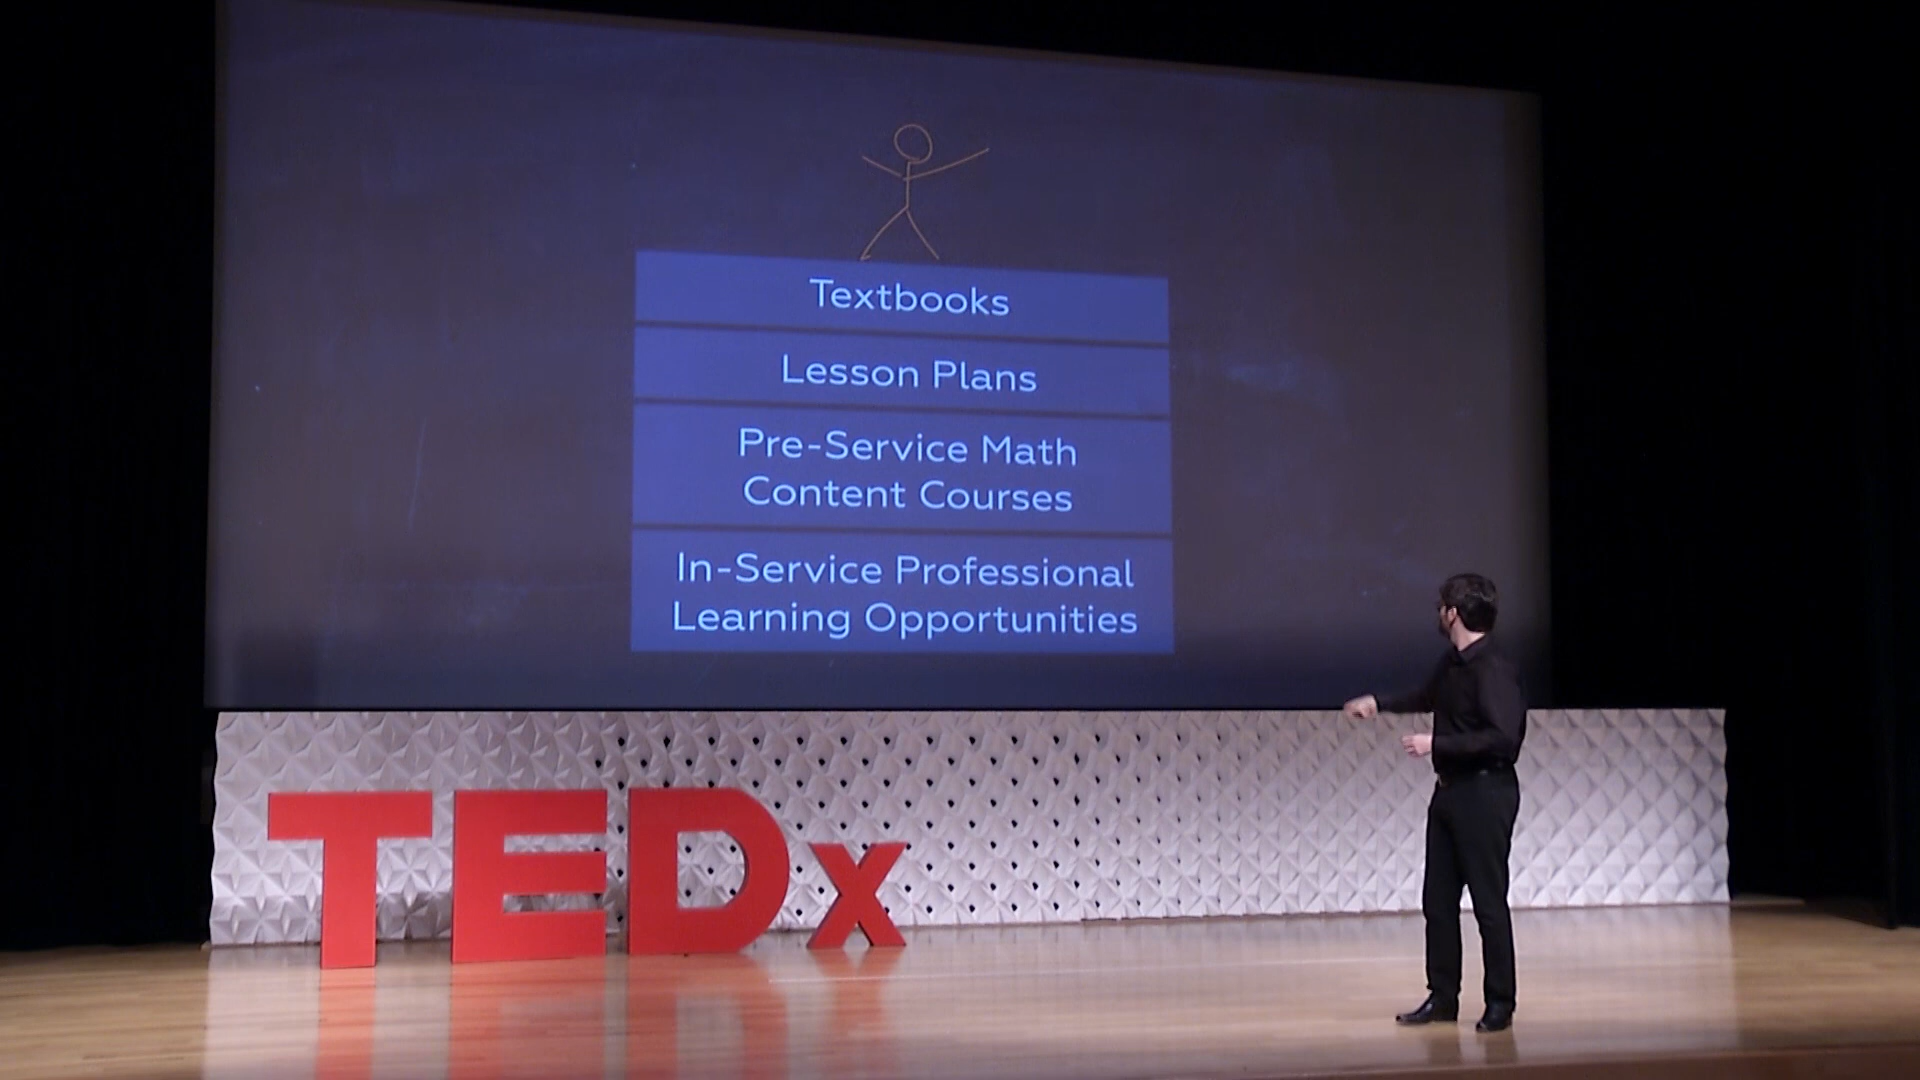 Textbooks
Lesson Plans
Pre-Service Math
Content Courses
In-Service Professional
Learning Opportunities
TEDx